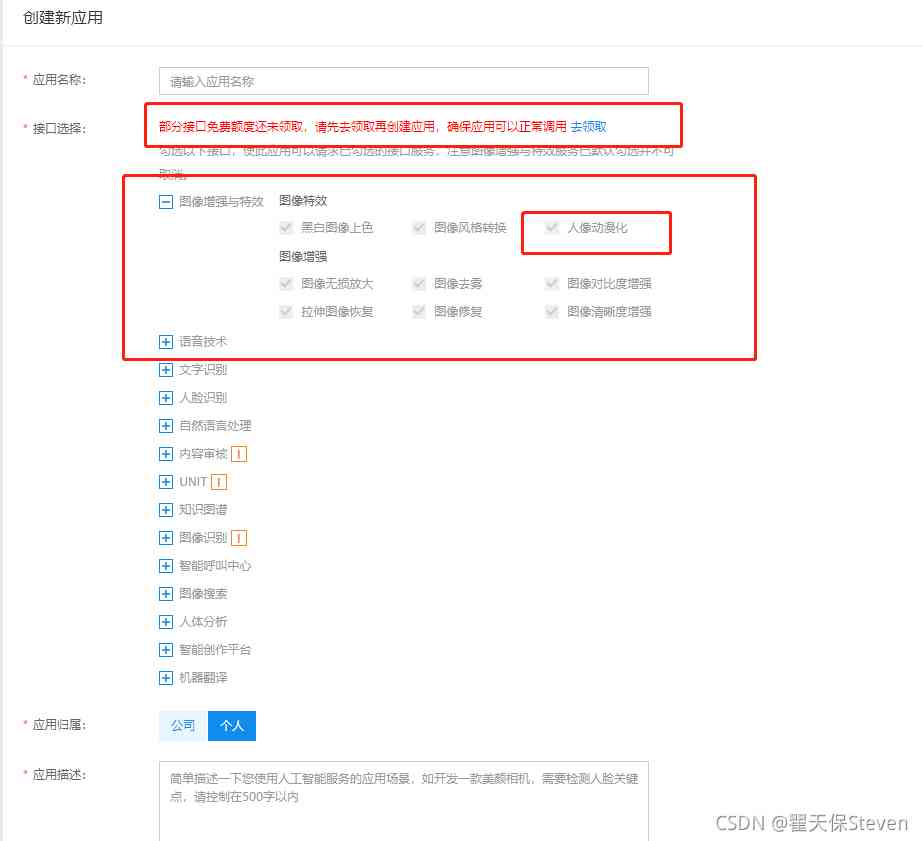 创建新应用
* 应用名称：
请输入应用名称
* 接口选择：
部分接口免费额度还未领取，请先去领取再创建应用，确保应用可以正常调用 去领取
勾选以下接口，使此应用可以请求已勾选的接口服务，注意图像增强与特效服务已默认勾选并不可
取消。
图像增强与特效 图像特效
黑白图像上色 图像风格转换 人像动漫化
图像增强
图像无损放大 图像去雾 图像对比度增强
拉伸图像恢复 图像修复 图像清晰度增强
语音技术
文字识别
人脸识别
自然语言处理
内容审核
UNIT
知识图谱
图像识别
智能呼叫中心
图像搜索
人体分析
智能创作平台
机器翻译
* 应用归属：
公司 个人
* 应用描述：
简单描述一下您使用人工智能服务的应用场景，如开发一款美颜相机，需要检测人脸关键
点，请控制在500字以内
CSDN @翟天保Steven